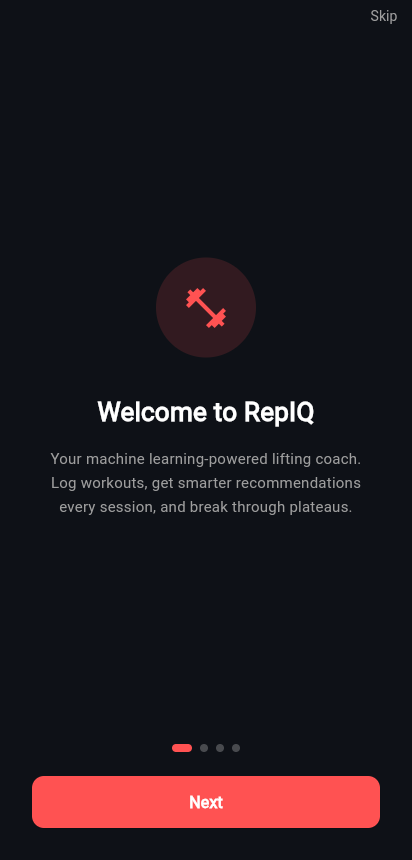 Skip
Welcome to RepIQ
Your machine learning-powered lifting coach.
Log workouts, get smarter recommendations
every session, and break through plateaus.
Next